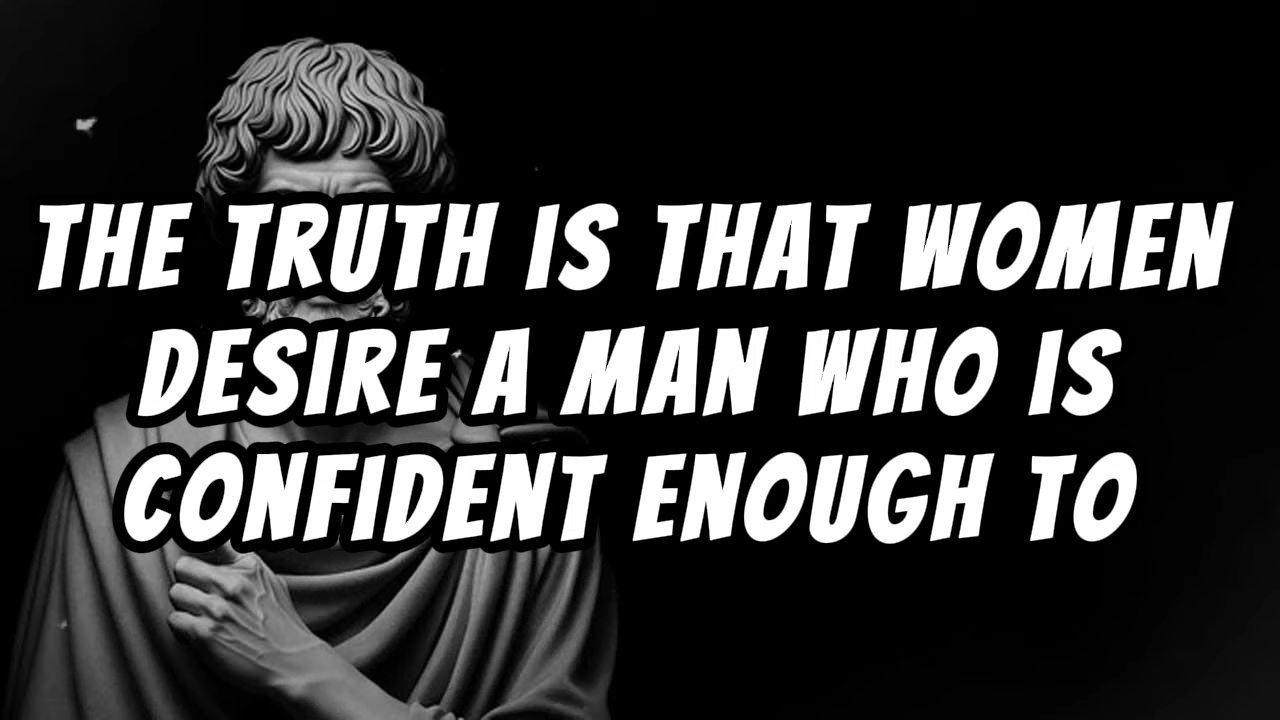 THE TRUTH IS THAT WOMEN
DESIRE A MAN WHO IS
CONFIDENT ENOUGH TO